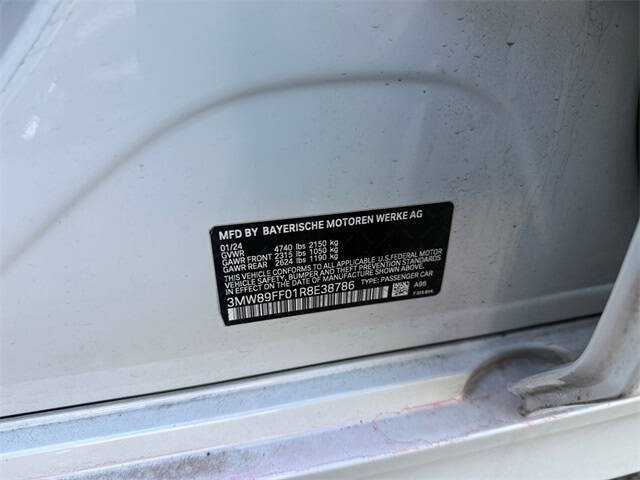 MFD BY BAYERISCHE MOTOREN WERKE AG
01/24 4740 lbs 2150 kg
GVWR
GAWR FRONT 2315 lbs 1050 kg
GAWR REAR 2624 lbs 1190 kg
THIS VEHICLE CONFORMS TO ALL APPLICABLE U.S.FEDERAL MOTOR
VEHICLE SAFETY, BUMPER, AND THEFT PREVENTION STANDARDS
IN EFFECT ON THE DATE OF MANUFACTURE SHOWN ABOVE.
3MW89FF01R8E38786 TYPE: PASSENGER CAR
A96